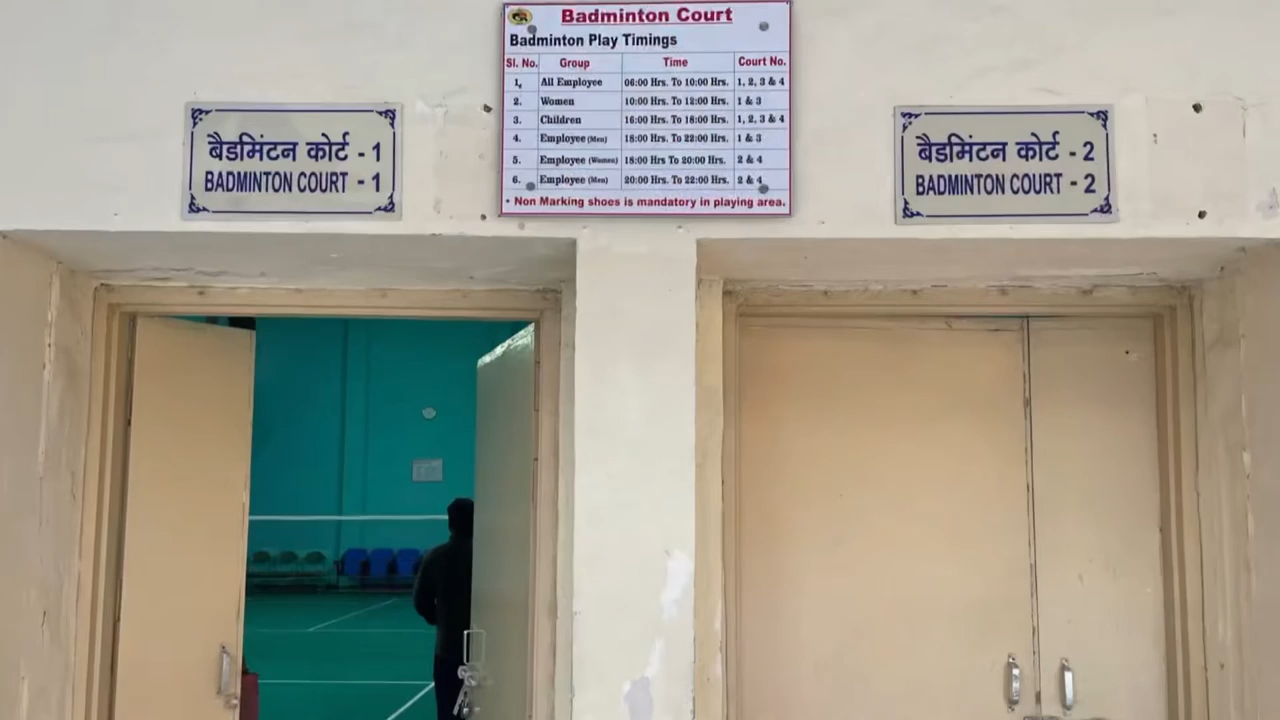 Badminton Court
Badminton Play Timings
Sl. No. Group Time Court No.
1. All Employee 06:00 Hrs. To 10:00 Hrs. 1, 2, 3 & 4
2. Women 10:00 Hrs. To 12:00 Hrs. 1 & 3
3. Children 16:00 Hrs. To 18:00 Hrs. 1, 2, 3 & 4
4. Employee (Men) 18:00 Hrs. To 22:00 Hrs. 1 & 3
5. Employee (Women) 18:00 Hrs To 20:00 Hrs. 2 & 4
6. Employee (Men) 20:00 Hrs. To 22:00 Hrs. 2 & 4
• Non Marking shoes is mandatory in playing area.
बैडमिंटन कोर्ट - 1
BADMINTON COURT - 1
बैडमिंटन कोर्ट - 2
BADMINTON COURT - 2